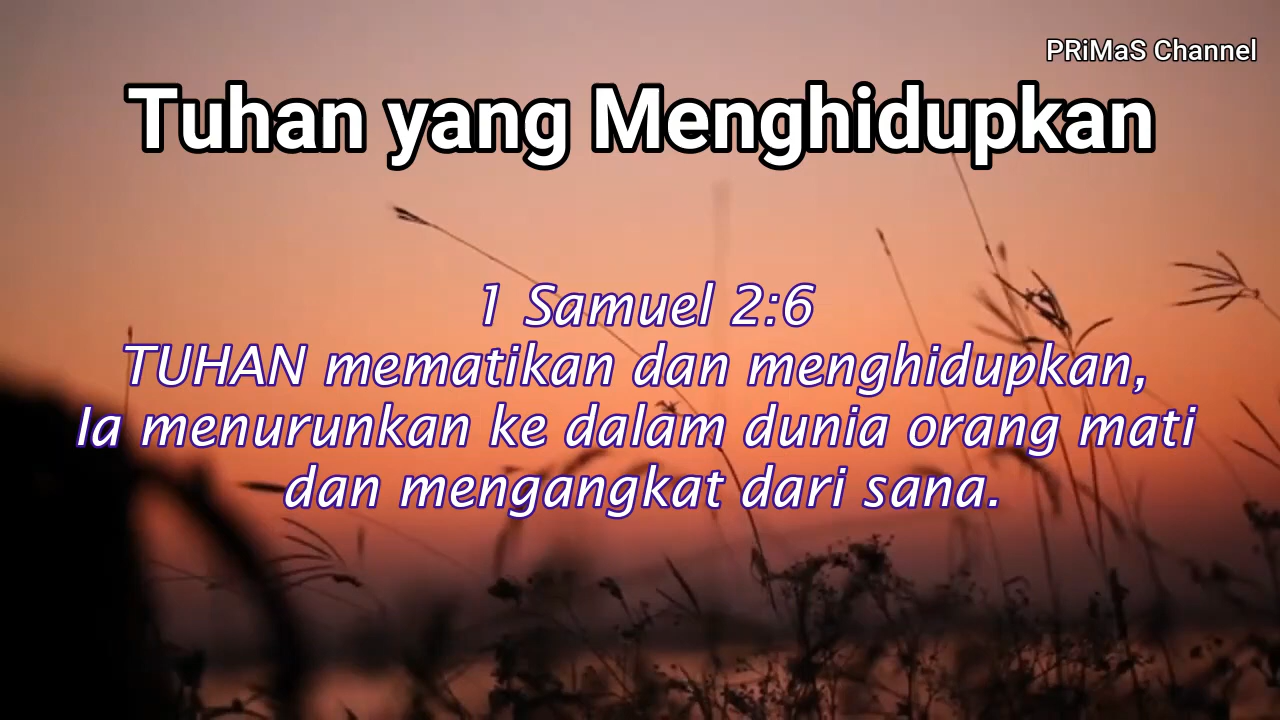 PRiMaS Channel
Tuhan yang Menghidupkan
1 Samuel 2:6
TUHAN mematikan dan menghidupkan,
Ia menurunkan ke dalam dunia orang mati
dan mengangkat dari sana.